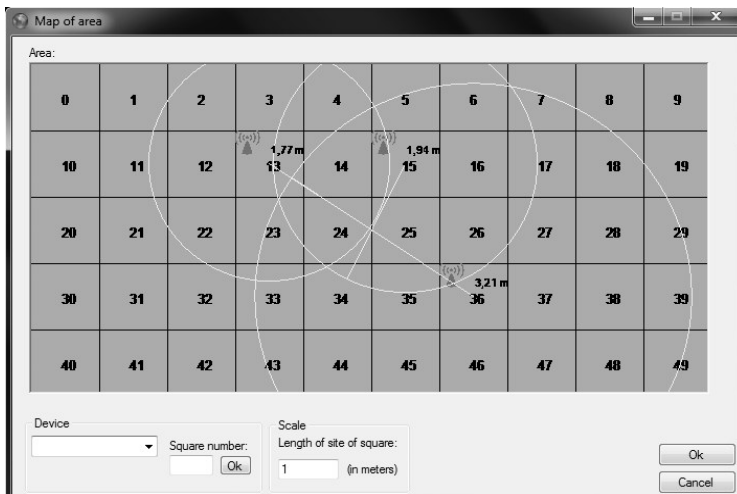 Map of area
Area:
0 1 2 3 4 5 6 7 8 9
1,77 m 1,94 m
10 11 12 13 14 15 16 17 18 19
20 21 22 23 24 25 26 27 28 29
3,21 m
30 31 32 33 34 35 36 37 38 39
40 41 42 43 44 45 46 47 48 49
Device
Square number:
Ok
Scale
Length of site of square:
1 (in meters)
Ok
Cancel